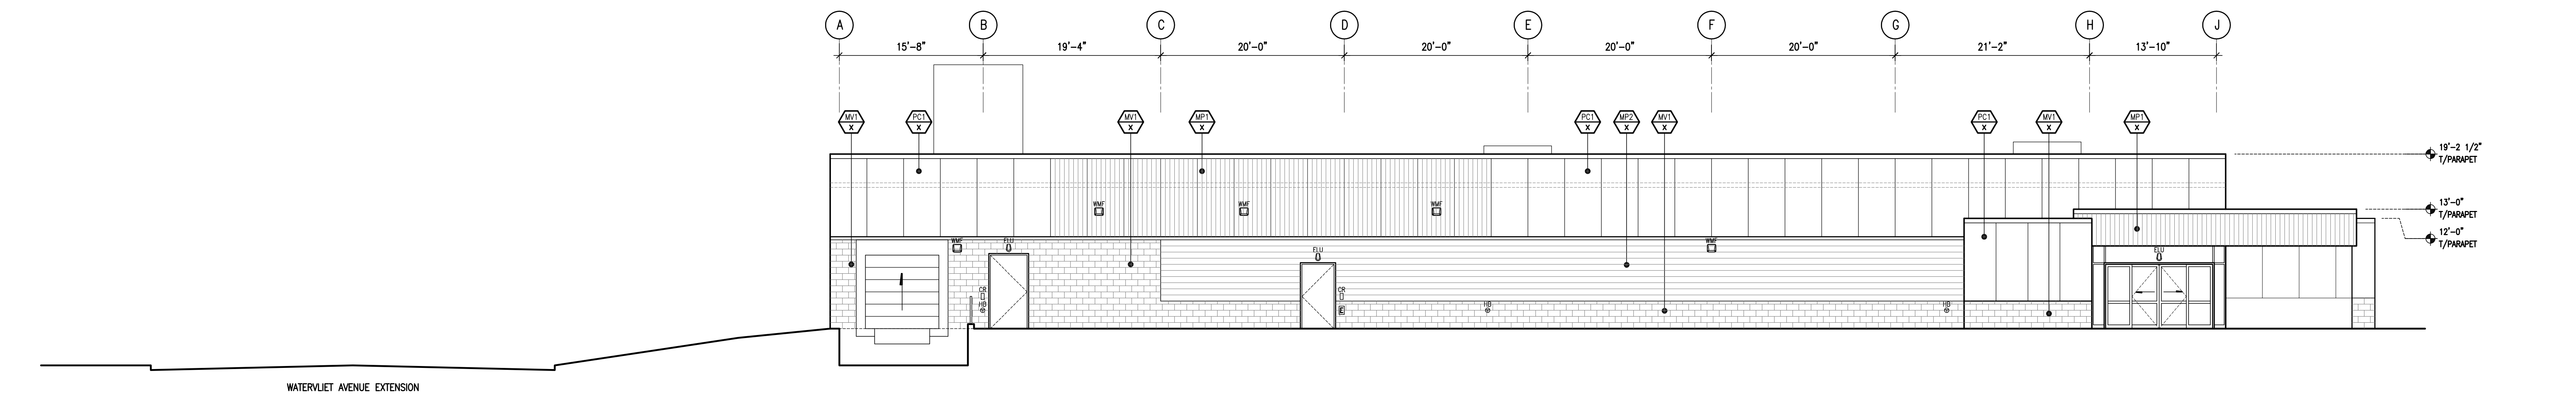 A B C D E F G H J
15'-8" 19'-4" 20'-0" 20'-0" 20'-0" 20'-0" 21'-2" 13'-10"
MV1 PC1 MV1 MP1 PC1 MP2 MV1 PC1 MV1 MP1
X X X X X X X X X X
19'-2 1/2"
T/PARAPET
13'-0"
T/PARAPET
12'-0"
T/PARAPET
WMF WMF WMF
WMF ELU ELU WMF ELU
CR CR
HB E HB HB
WATERVLIET AVENUE EXTENSION